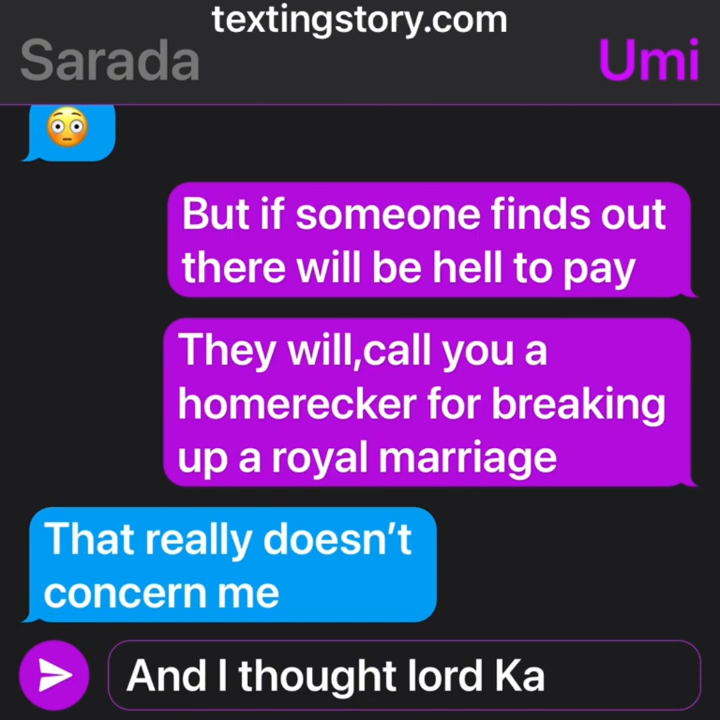 textingstory.com
Sarada
Umi
But if someone finds out
there will be hell to pay
They will,call you a
homerecker for breaking
up a royal marriage
That really doesn't
concern me
And I thought lord Ka